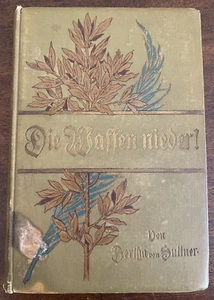 Die Waffen nieder!
Von
Bertha von Suttner.